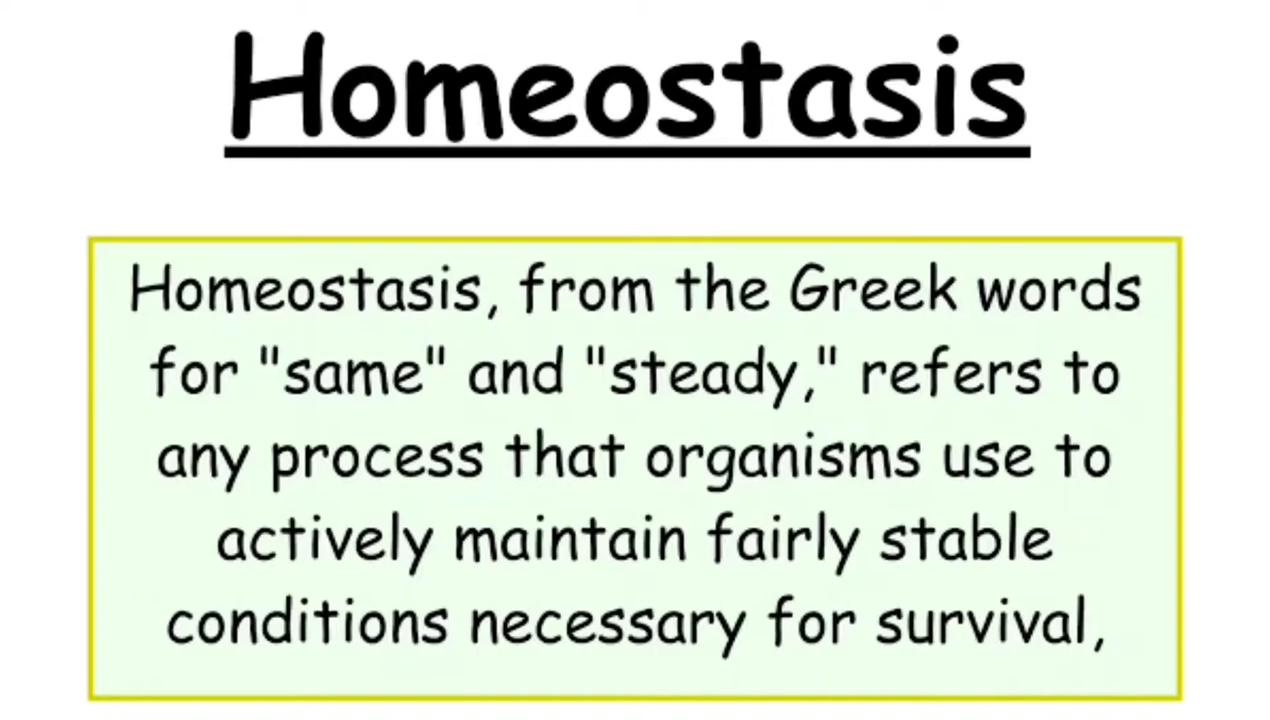 Homeostasis
Homeostasis, from the Greek words
for "same" and "steady," refers to
any process that organisms use to
actively maintain fairly stable
conditions necessary for survival,